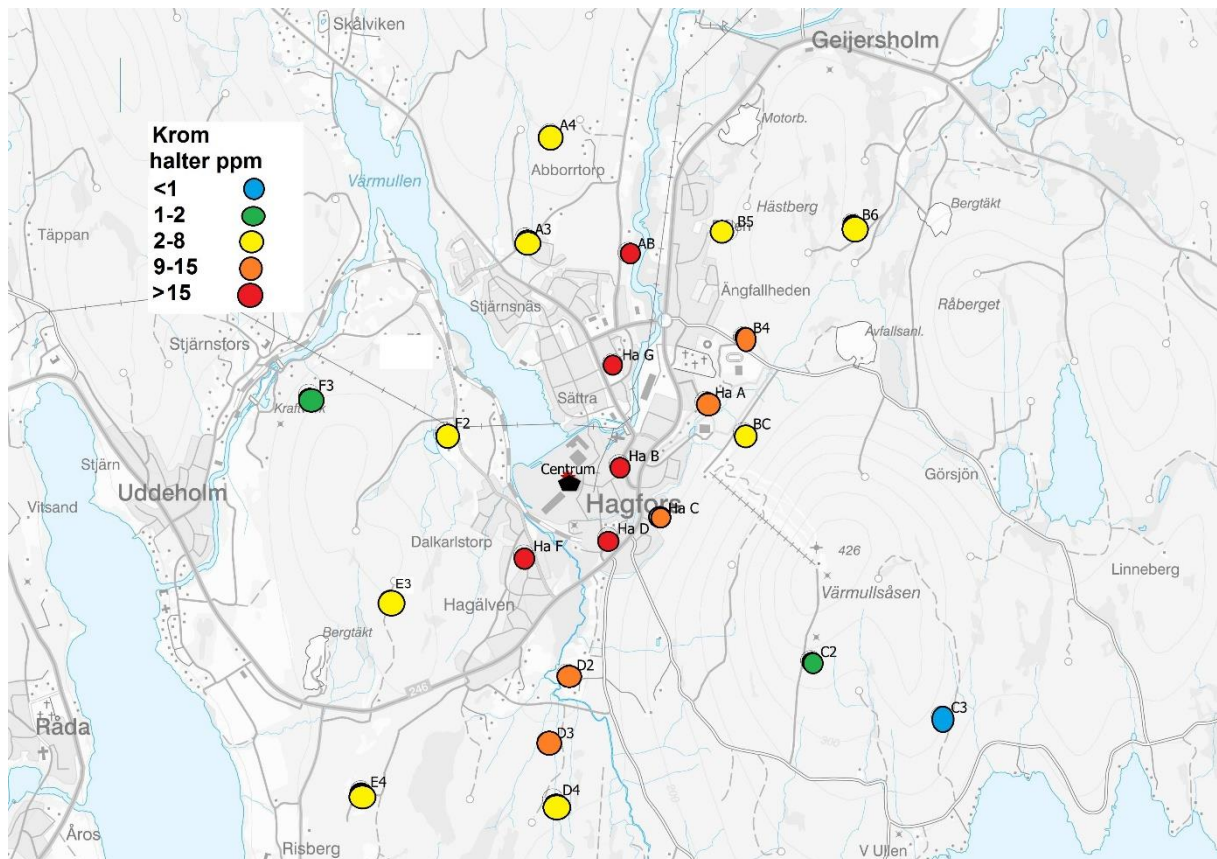 Skålviken
Geijersholm
Krom
halter ppm
<1
1-2
2-8
9-15
>15
A4
Motorb.
Abborrtorp
Värmullen
Hästberg
Bergtäkt
B5
B6
Täppan
A3
AB
Ängfallheden
Råberget
Stjärnsnäs
B4
Avfallsanl.
Stjärnsfors
Ha G
F3
Sättra
Ha A
F2
BC
Stjärn
Ha B
Centrum
Görsjön
Uddeholm
Vitsand
Hagfors
Ha C
Ha D
Dalkarlstorp
Ha F
426
Linneberg
E3
Hagälven
Värmullsåsen
Bergtäkt
C2
D2
246
C3
Råda
D3
300
E4
D4
200
Åros
Risberg
V Ullen